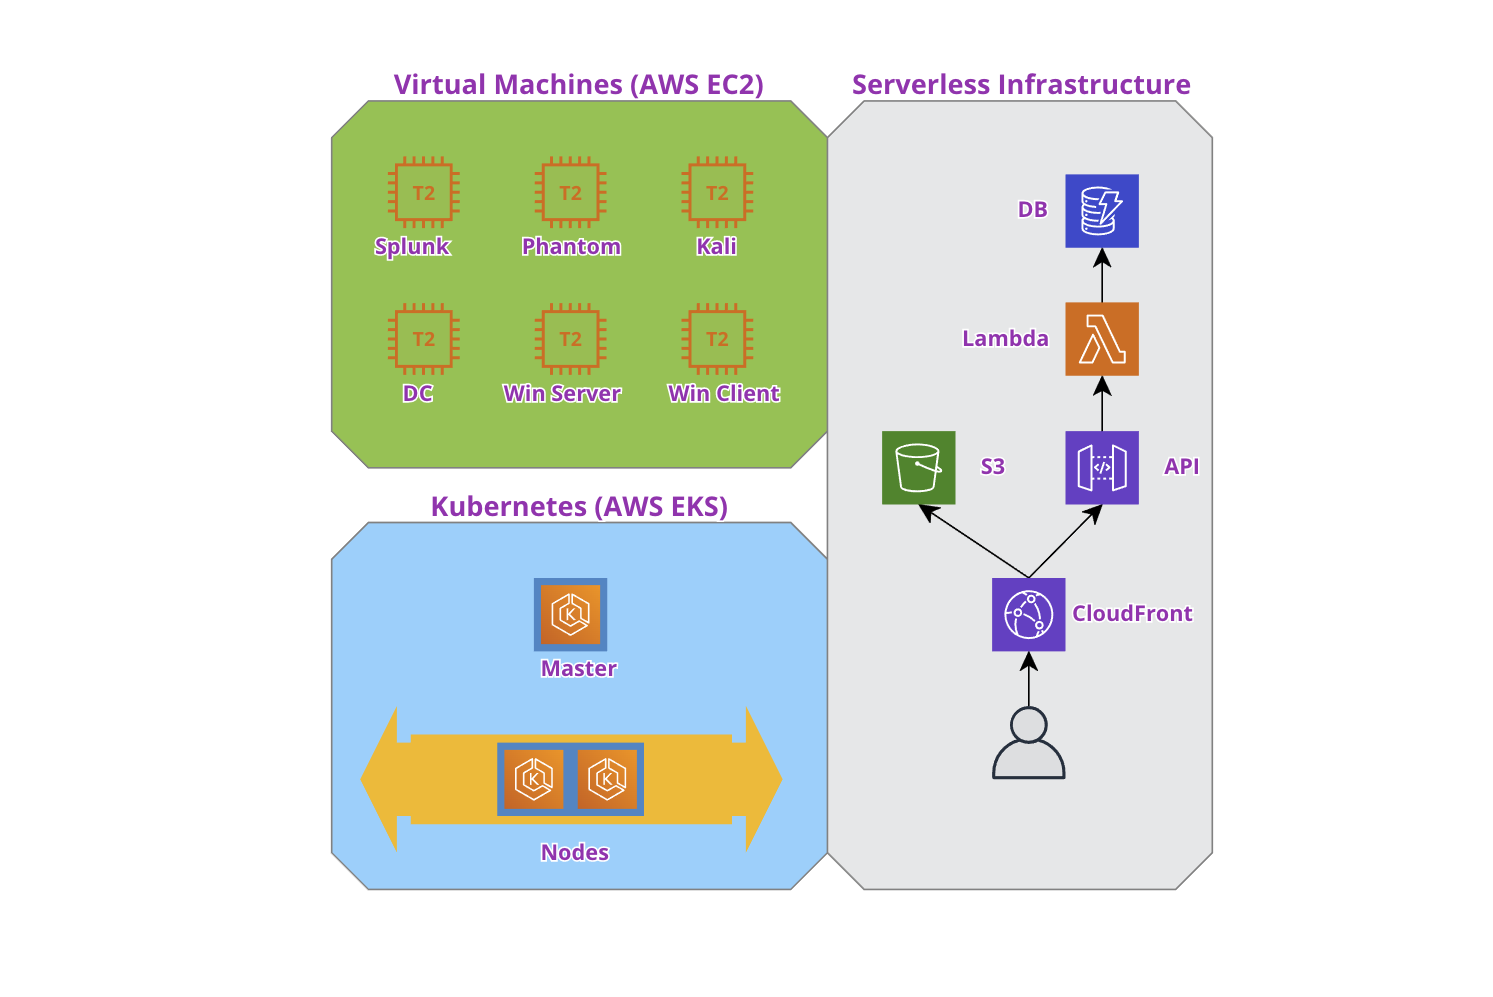 Virtual Machines (AWS EC2)
T2 T2 T2
Splunk Phantom Kali
T2 T2 T2
DC Win Server Win Client
Kubernetes (AWS EKS)
K
Master
K K
Nodes
Serverless Infrastructure
DB
Lambda
S3 </> API
CloudFront